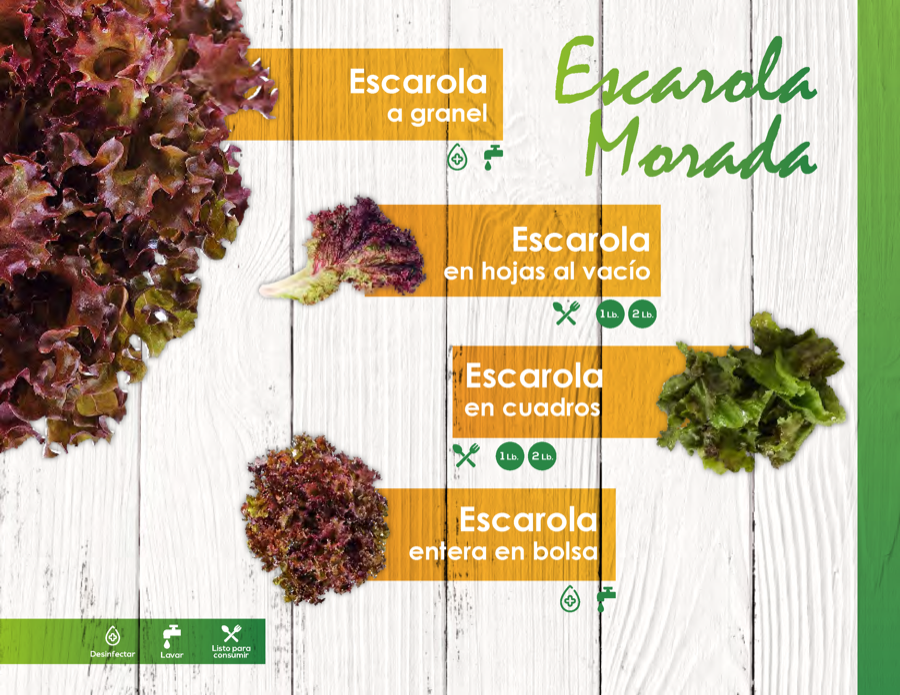 Escarola
Morada
Escarola
a granel
Escarola
en hojas al vacío
1 Lb. 2 Lb.
Escarola
en cuadros
1 Lb. 2 Lb.
Escarola
entera en bolsa
Desinfectar
Lavar
Listo para
consumir